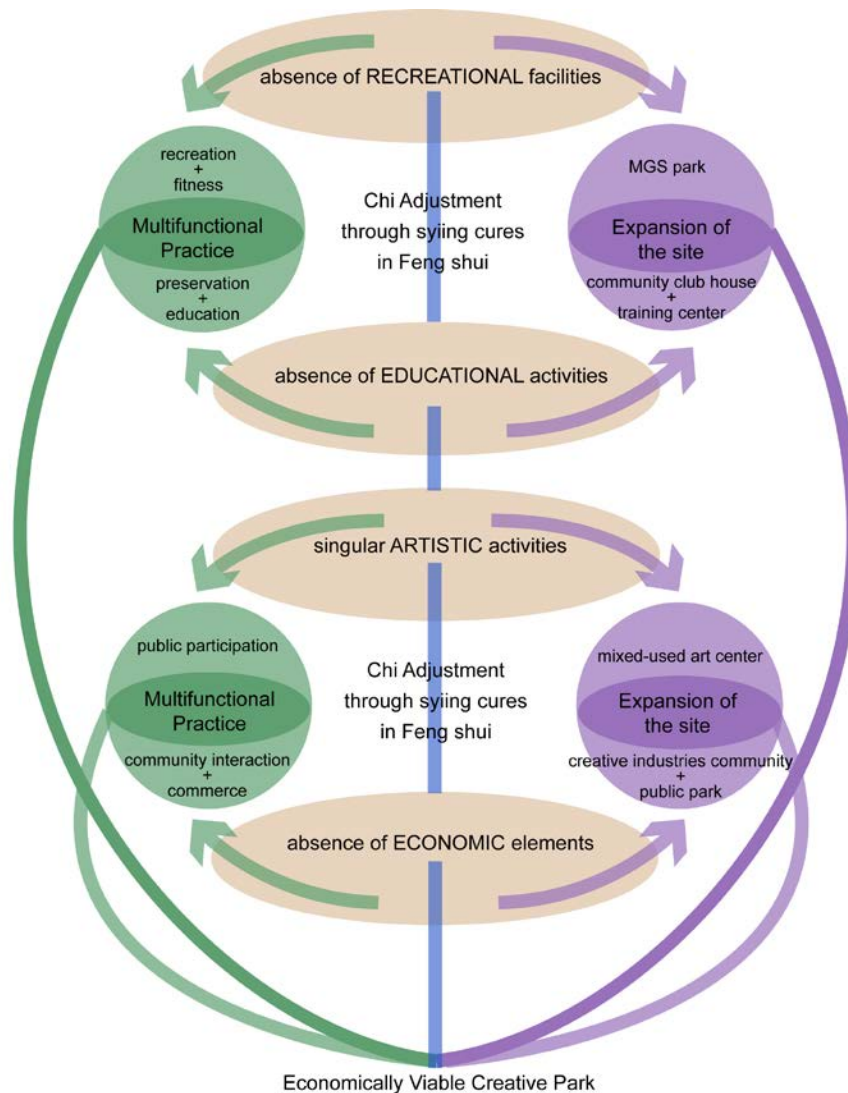 absence of RECREATIONAL facilities
recreation
+
fitness
Multifunctional
Practice
preservation
+
education
Chi Adjustment
through syiing cures
in Feng shui
MGS park
Expansion of
the site
community club house
+
training center
absence of EDUCATIONAL activities
singular ARTISTIC activities
public participation
Multifunctional
Practice
community interaction
+
commerce
Chi Adjustment
through syiing cures
in Feng shui
mixed-used art center
Expansion of
the site
creative industries community
+
public park
absence of ECONOMIC elements
Economically Viable Creative Park